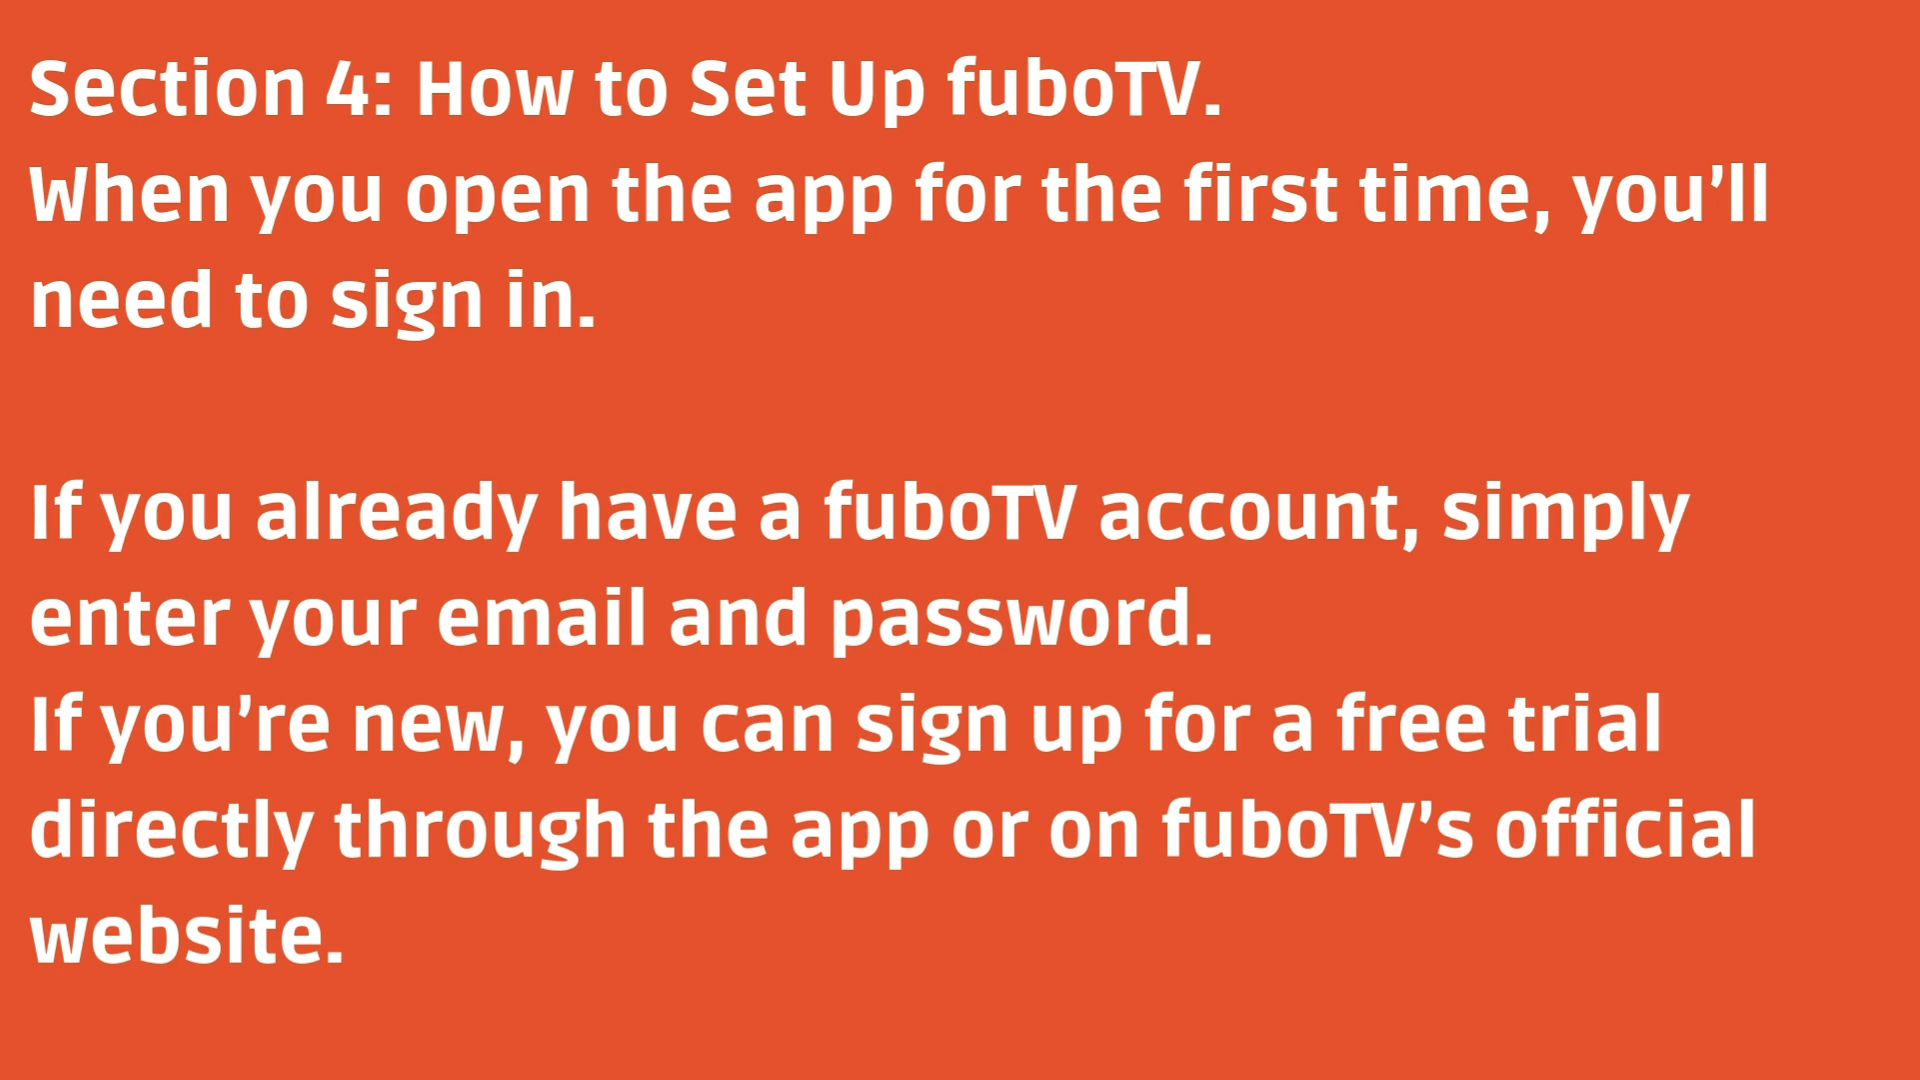 Section 4: How to Set Up fuboTV.
When you open the app for the first time, you’ll
need to sign in.
If you already have a fuboTV account, simply
enter your email and password.
If you’re new, you can sign up for a free trial
directly through the app or on fuboTV’s official
website.